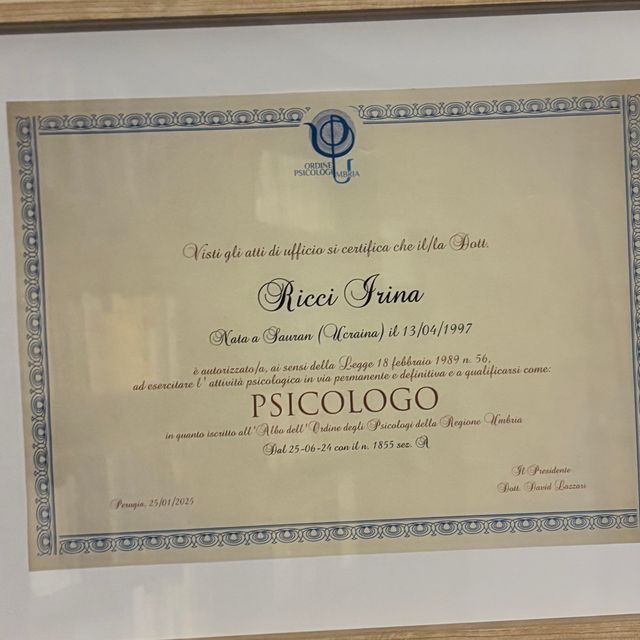 ORDINE
PSICOLOGI UMBRIA
Visti gli atti di ufficio si certifica che il/la Dott.
Ricci Irina
Nata a Sauran (Ucraina) il 13/04/1997
è autorizzato/a, ai sensi della Legge 18 febbraio 1989 n. 56,
ad esercitare l'attività psicologica in via permanente e definitiva e a qualificarsi come:
PSICOLOGO
in quanto iscritto all'Albo dell'Ordine degli Psicologi della Regione Umbria
Dal 25-06-24 con il n. 1855 sez. A
Il Presidente
Dott. David Lazzari
Perugia, 25/01/2025